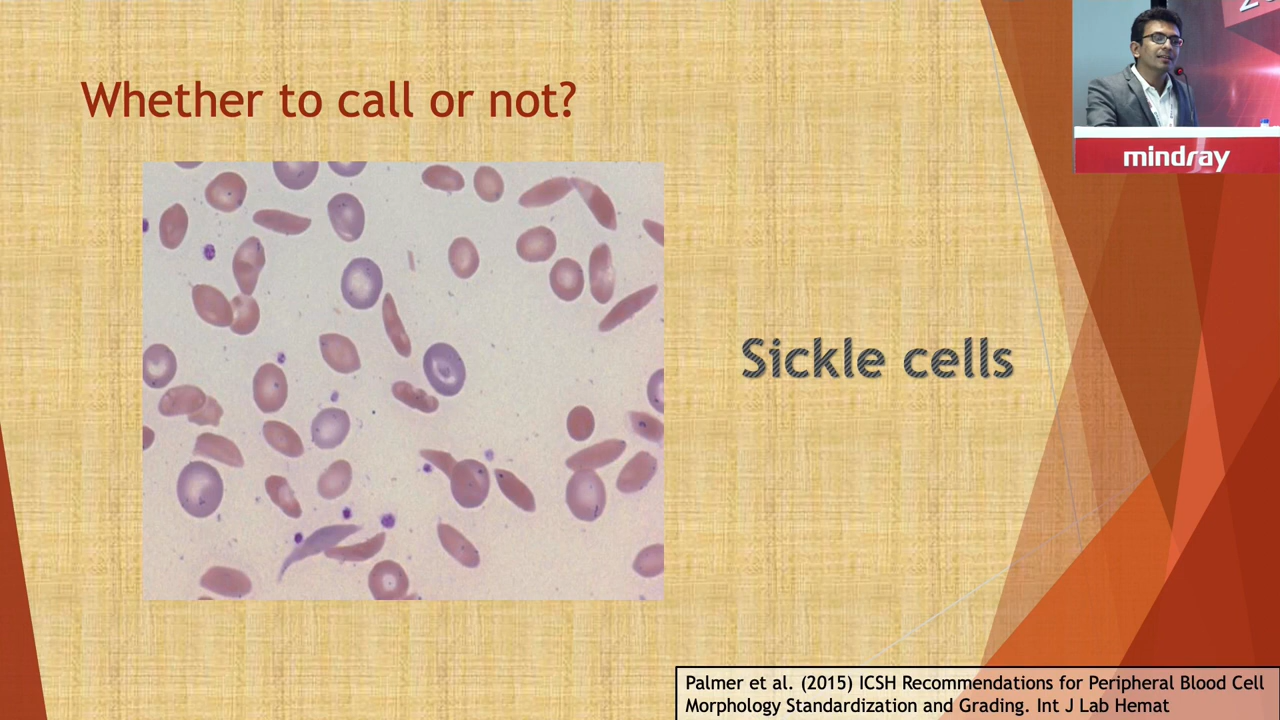 Whether to call or not?
mindray
Sickle cells
Palmer et al. (2015) ICSH Recommendations for Peripheral Blood Cell
Morphology Standardization and Grading. Int J Lab Hemat